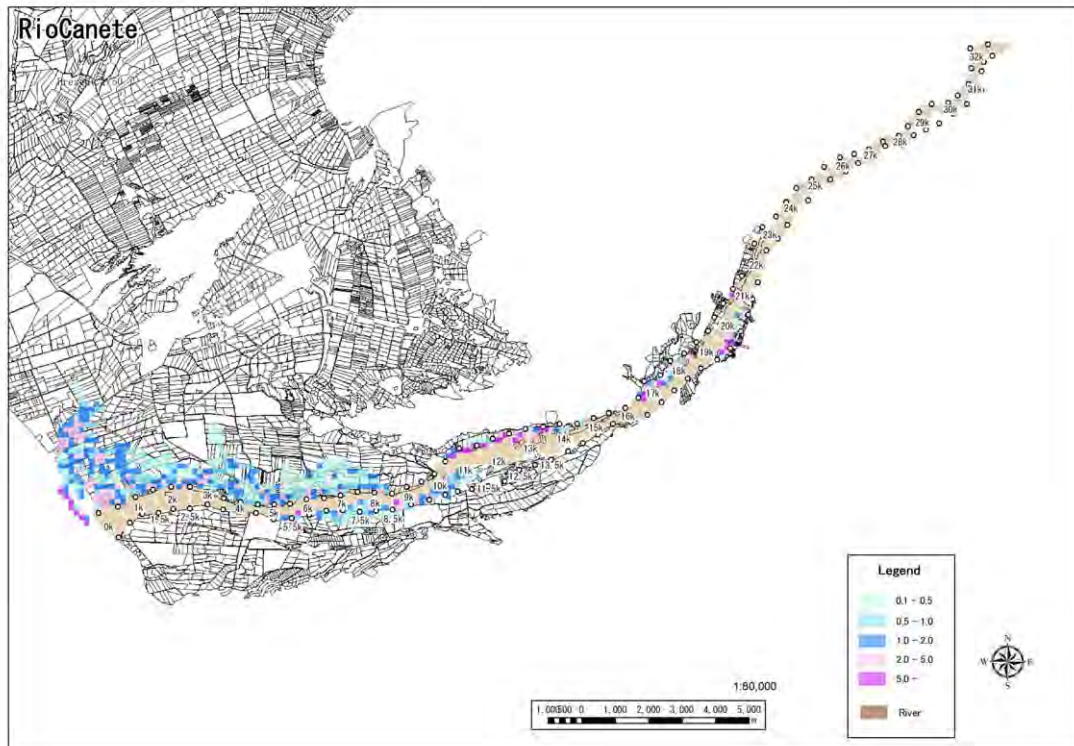 RioCanete
32k
31k
30k
29k
28k
27k
26k
25k
24k
23k
22k
21k
20k
19k
18k
17k
16k
15k
14k
13k
13.5k
12k
12.5k
11k
11.5k
10k
9k
8k
8.5k
7k
7.5k
6k
5k
5.5k
4k
3k
2k
2.5k
1k
1.5k
0k
Legend
0.1 - 0.5
0.5 - 1.0
1.0 - 2.0
2.0 - 5.0
5.0 -
River
N
W E
S
1:60,000
1,000 500 0 1,000 2,000 3,000 4,000 5,000
m